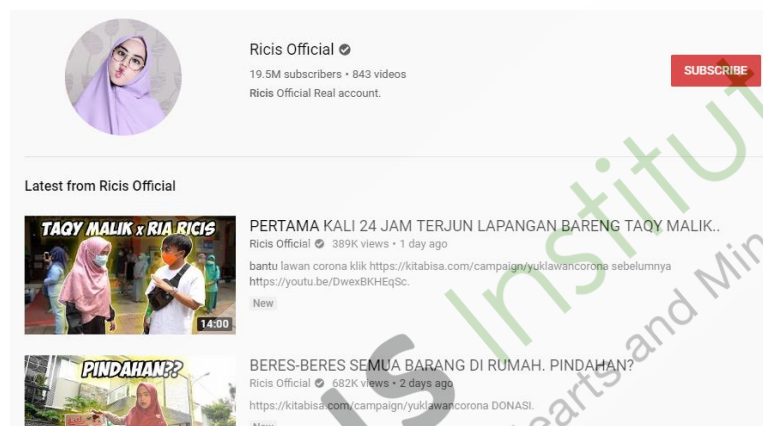 Ricis Official
19.5M subscribers • 843 videos
Ricis Official Real account.
SUBSCRIBE
Latest from Ricis Official
TAQY MALIK x RIA RICIS
14:00
PERTAMA KALI 24 JAM TERJUN LAPANGAN BARENG TAQY MALIK..
Ricis Official 389K views • 1 day ago
bantu lawan corona klik https://kitabisa.com/campaign/yuklawancorona sebelumnya
https://youtu.be/DwexBKHEqSc.
New
PINDAHAN??
BERES-BERES SEMUA BARANG DI RUMAH. PINDAHAN?
Ricis Official 682K views • 2 days ago
https://kitabisa.com/campaign/yuklawancorona DONASI.
New